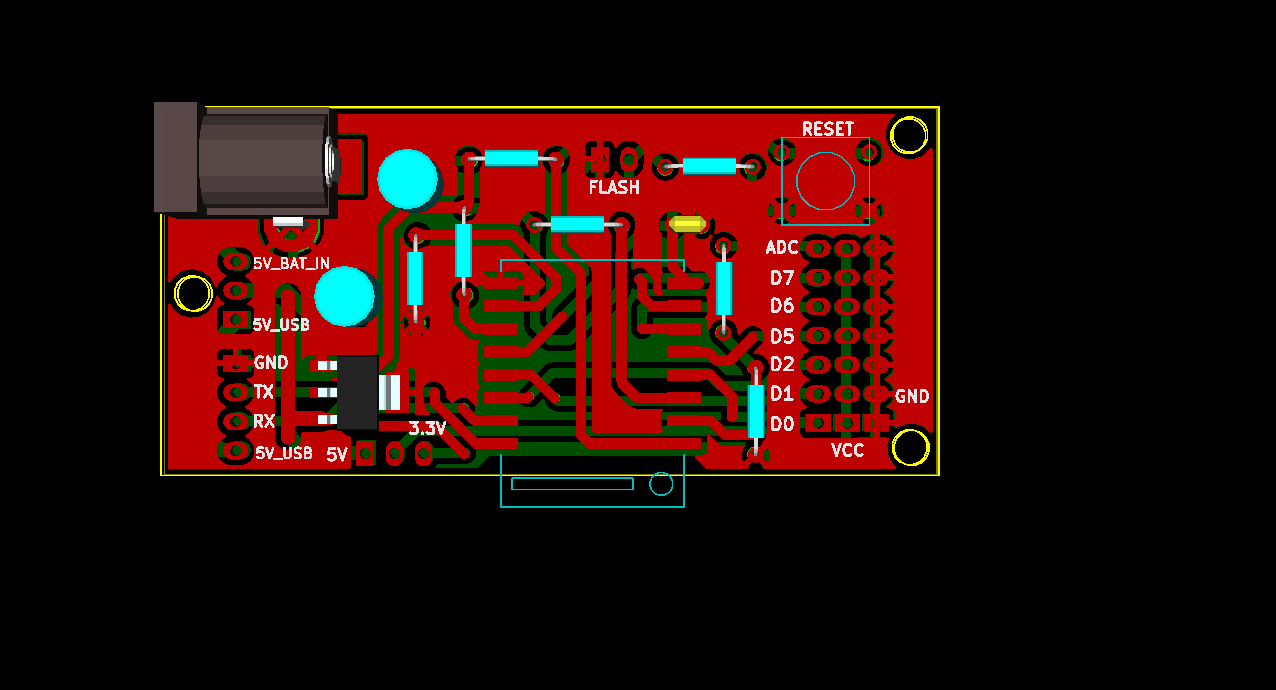 RESET
FLASH
ADC
5V_BAT_IN
D7
D6
5V_USB
D5
GND
D2
TX
D1
GND
RX
3.3V
D0
5V_USB
5V
VCC